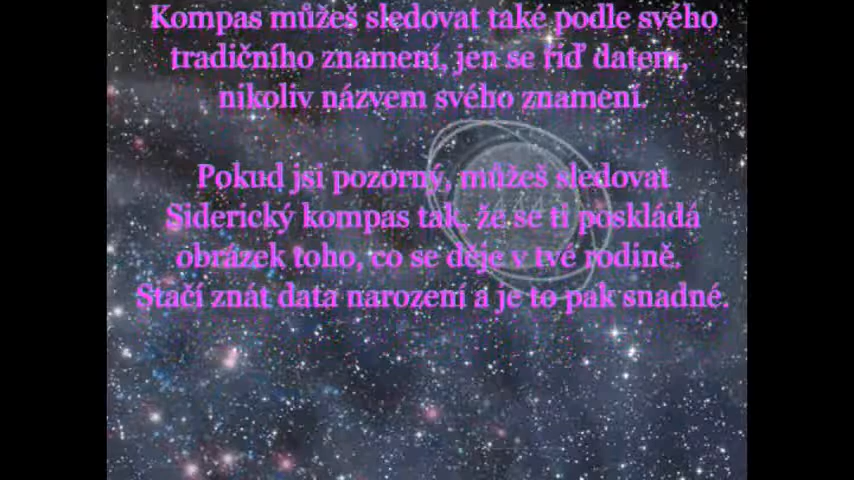 Kompas můžeš sledovat také podle svého
tradičního znamení, jen se řiď datem,
nikoliv názvem svého znamení.
Pokud jsi pozorný, můžeš sledovat
Siderický kompas tak, že se ti poskládá
obrázek toho, co se děje v tvé rodině.
Stačí znát data narození a je to pak snadné.